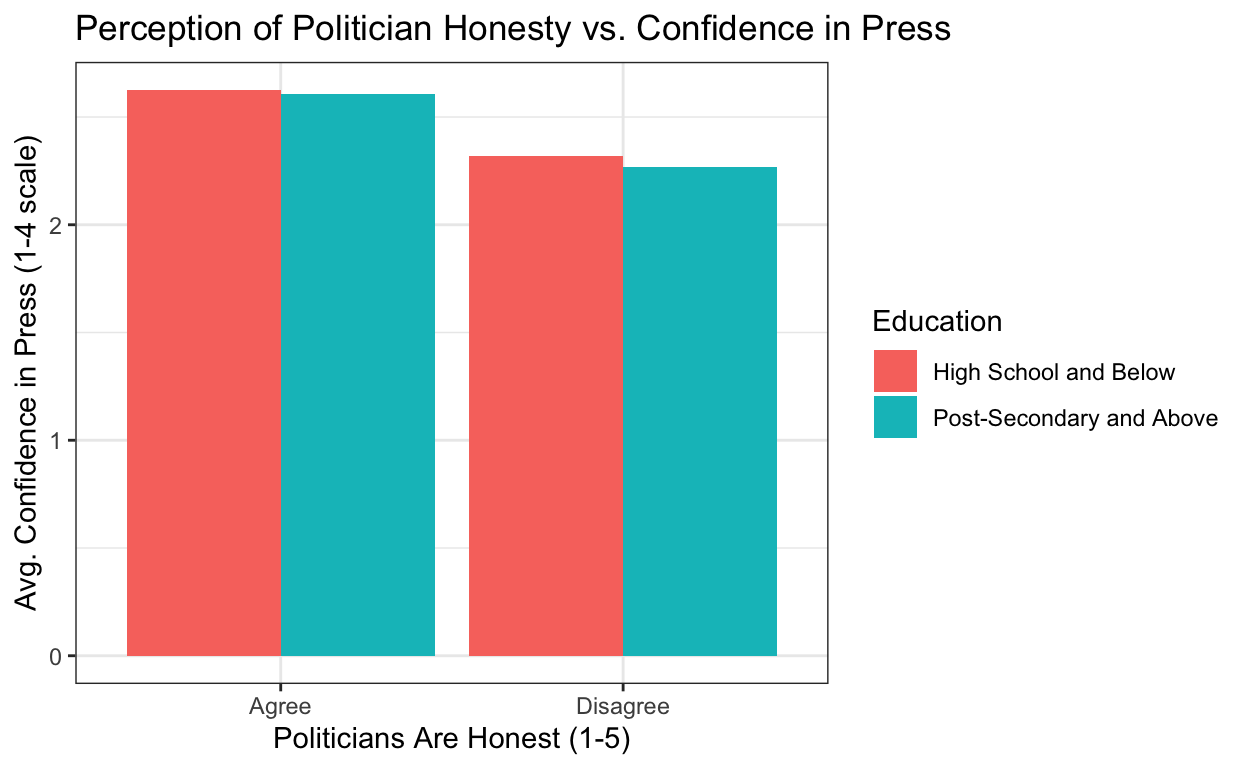 Perception of Politician Honesty vs. Confidence in Press
Avg. Confidence in Press (1-4 scale)
2
1
0
Agree
Disagree
Politicians Are Honest (1-5)
Education
High School and Below
Post-Secondary and Above